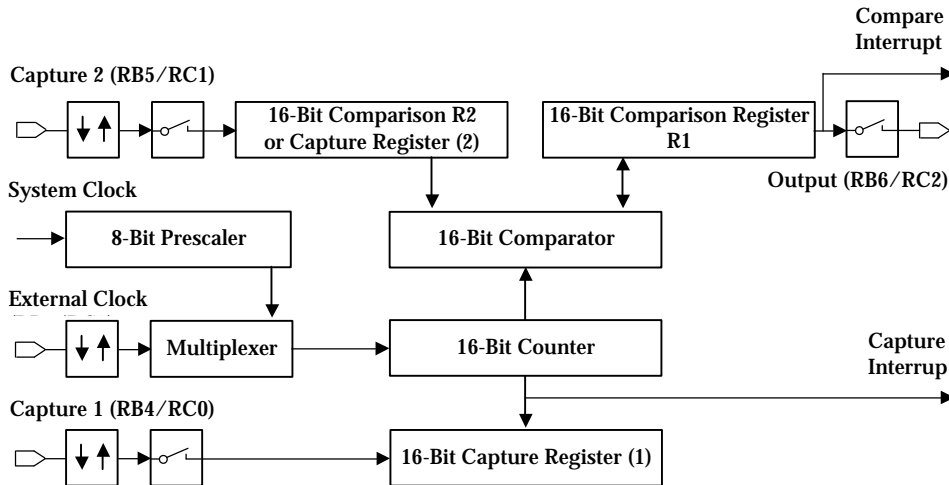 Compare
Interrupt
Capture 2 (RB5/RC1)
16-Bit Comparison R2
or Capture Register (2)
16-Bit Comparison Register
R1
Output (RB6/RC2)
System Clock
8-Bit Prescaler
16-Bit Comparator
External Clock
Multiplexer
16-Bit Counter
Capture
Interrup
Capture 1 (RB4/RC0)
16-Bit Capture Register (1)